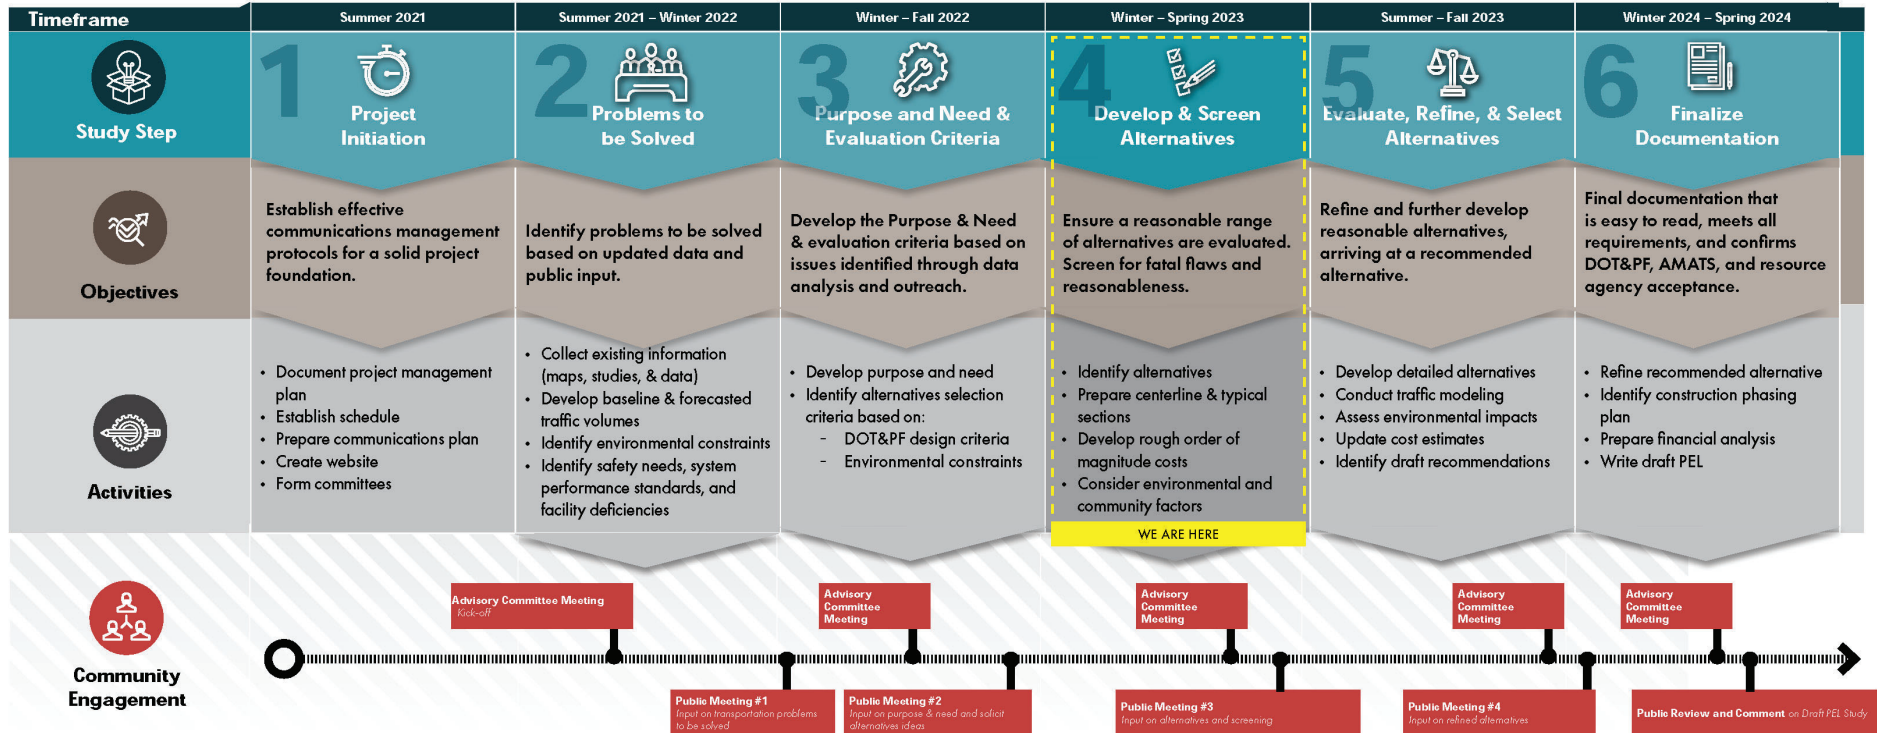 Timeframe
Summer 2021
Summer 2021 – Winter 2022
Winter – Fall 2022
Winter – Spring 2023
Summer – Fall 2023
Winter 2024 – Spring 2024
Study Step
1
Project
Initiation
2
Problems to
be Solved
3
Purpose and Need &
Evaluation Criteria
4
Develop & Screen
Alternatives
5
Evaluate, Refine, & Select
Alternatives
6
Finalize
Documentation
Objectives
Establish effective
communications management
protocols for a solid project
foundation.
Identify problems to be solved
based on updated data and
public input.
Develop the Purpose & Need
& evaluation criteria based on
issues identified through data
analysis and outreach.
Ensure a reasonable range
of alternatives are evaluated.
Screen for fatal flaws and
reasonableness.
Refine and further develop
reasonable alternatives,
arriving at a recommended
alternative.
Final documentation that
is easy to read, meets all
requirements, and confirms
DOT&PF, AMATS, and resource
agency acceptance.
Activities
• Document project management
plan
• Establish schedule
• Prepare communications plan
• Create website
• Form committees
• Collect existing information
(maps, studies, & data)
• Develop baseline & forecasted
traffic volumes
• Identify environmental constraints
• Identify safety needs, system
performance standards, and
facility deficiencies
• Develop purpose and need
• Identify alternatives selection
criteria based on:
– DOT&PF design criteria
– Environmental constraints
• Identify alternatives
• Prepare centerline & typical
sections
• Develop rough order of
magnitude costs
• Consider environmental and
community factors
WE ARE HERE
• Develop detailed alternatives
• Conduct traffic modeling
• Assess environmental impacts
• Update cost estimates
• Identify draft recommendations
• Refine recommended alternative
• Identify construction phasing
plan
• Prepare financial analysis
• Write draft PEL
Community
Engagement
Advisory Committee Meeting
Kick-off
Advisory
Committee
Meeting
Advisory
Committee
Meeting
Advisory
Committee
Meeting
Advisory
Committee
Meeting
Public Meeting #1
Input on transportation problems
to be solved
Public Meeting #2
Input on purpose & need and solicit
alternatives ideas
Public Meeting #3
Input on alternatives and screening
Public Meeting #4
Input on refined alternatives
Public Review and Comment on Draft PEL Study